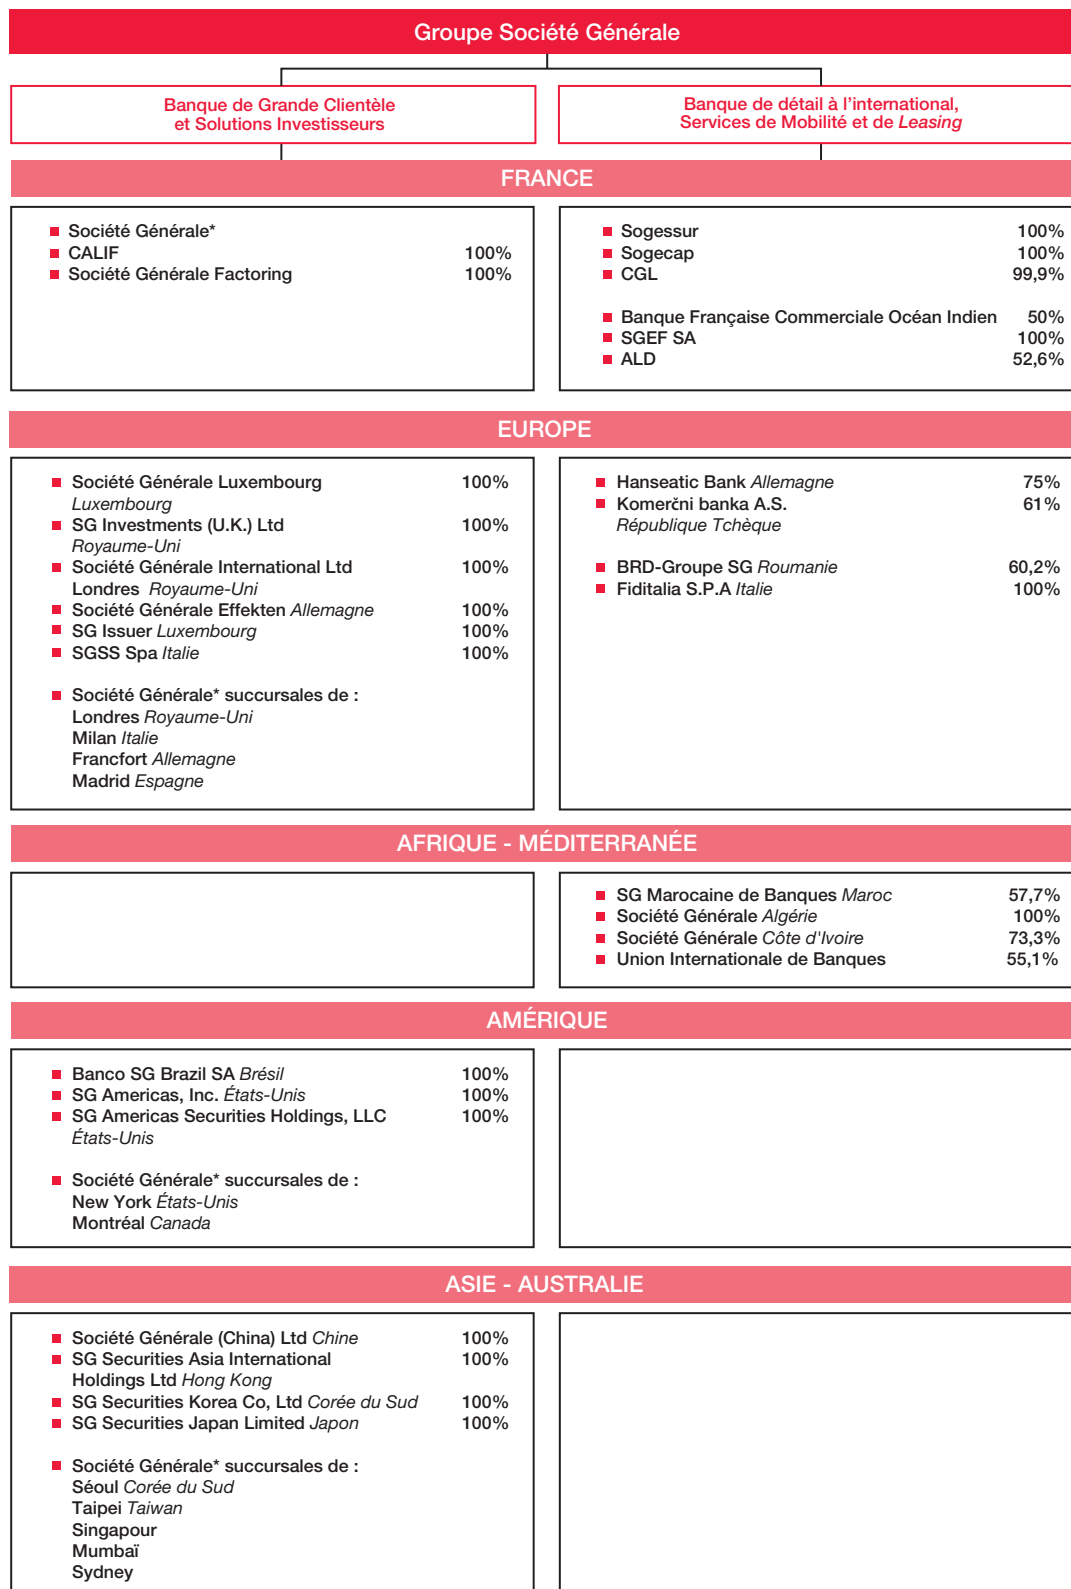 Groupe Société Générale
Banque de Grande Clientèle
et Solutions Investisseurs
Banque de détail à l'international,
Services de Mobilité et de Leasing
FRANCE
Société Générale*
CALIF 100%
Société Générale Factoring 100%
Sogessur 100%
Sogecap 100%
CGL 99,9%
Banque Française Commerciale Océan Indien 50%
SGEF SA 100%
ALD 52,6%
EUROPE
Société Générale Luxembourg 100%
Luxembourg
SG Investments (U.K.) Ltd 100%
Royaume-Uni
Société Générale International Ltd 100%
Londres Royaume-Uni
Société Générale Effekten Allemagne 100%
SG Issuer Luxembourg 100%
SGSS Spa Italie 100%
Société Générale* succursales de :
Londres Royaume-Uni
Milan Italie
Francfort Allemagne
Madrid Espagne
Hanseatic Bank Allemagne 75%
Komerčni banka A.S. 61%
République Tchèque
BRD-Groupe SG Roumanie 60,2%
Fiditalia S.P.A Italie 100%
AFRIQUE - MÉDITERRANÉE
SG Marocaine de Banques Maroc 57,7%
Société Générale Algérie 100%
Société Générale Côte d'Ivoire 73,3%
Union Internationale de Banques 55,1%
AMÉRIQUE
Banco SG Brazil SA Brésil 100%
SG Americas, Inc. États-Unis 100%
SG Americas Securities Holdings, LLC 100%
États-Unis
Société Générale* succursales de :
New York États-Unis
Montréal Canada
ASIE - AUSTRALIE
Société Générale (China) Ltd Chine 100%
SG Securities Asia International 100%
Holdings Ltd Hong Kong
SG Securities Korea Co, Ltd Corée du Sud 100%
SG Securities Japan Limited Japon 100%
Société Générale* succursales de :
Séoul Corée du Sud
Taipei Taiwan
Singapour
Mumbaï
Sydney